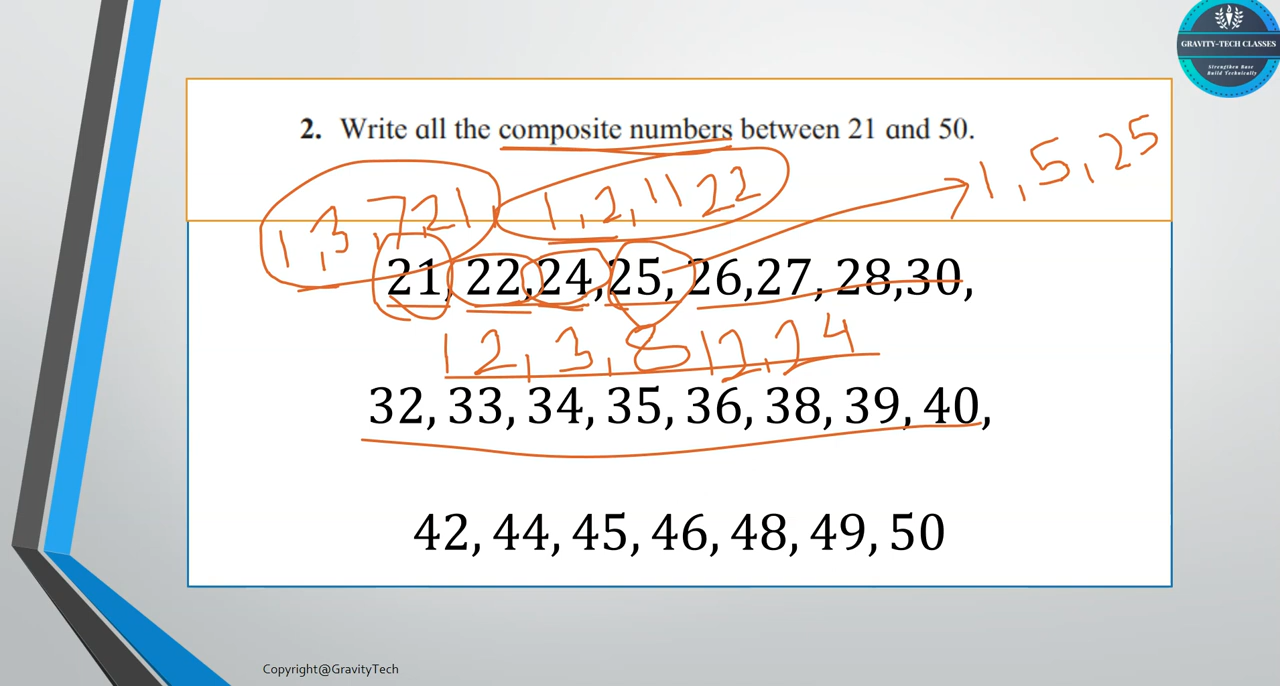 GRAVITY-TECH CLASSES
Strengthen Base
Build Technically
2. Write all the composite numbers between 21 and 50.
1, 5, 25
1, 3, 7, 21
1, 2, 11 22
21, 22, 24, 25, 26, 27, 28, 30,
1 2, 3, 8 12, 24
32, 33, 34, 35, 36, 38, 39, 40,
42, 44, 45, 46, 48, 49, 50
Copyright@GravityTech